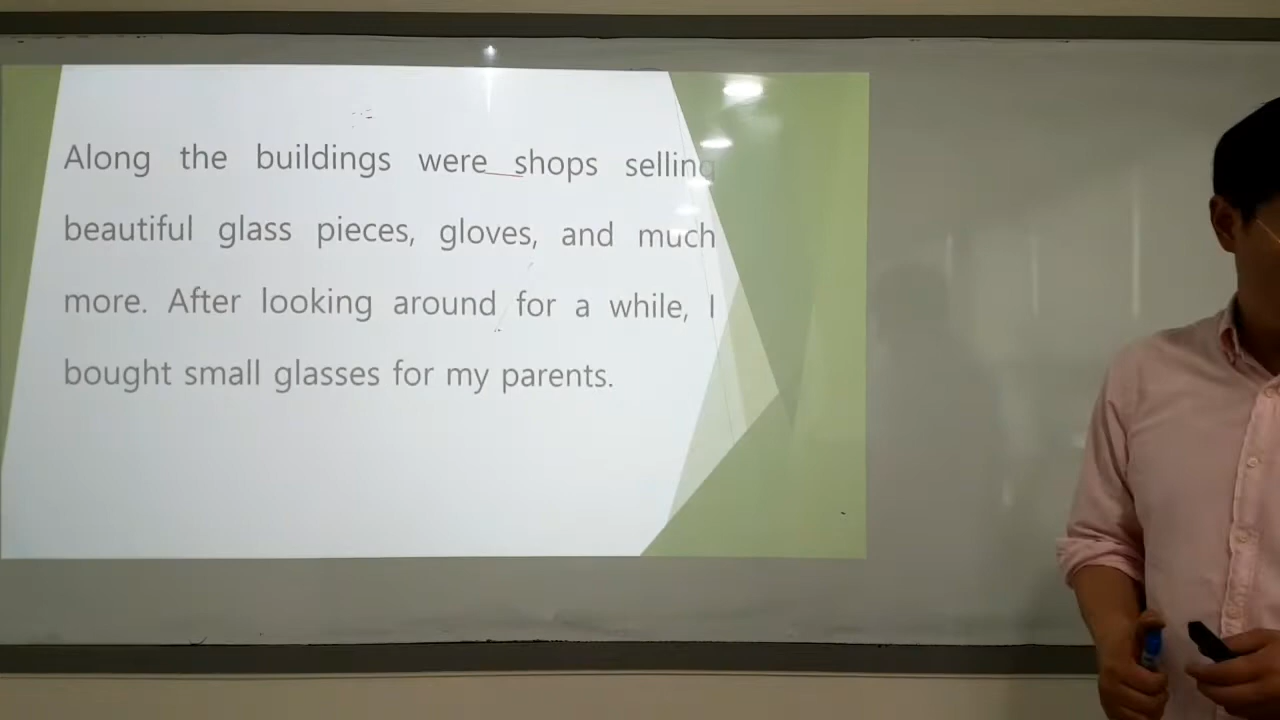 Along the buildings were shops selling
beautiful glass pieces, gloves, and much
more. After looking around for a while, I
bought small glasses for my parents.